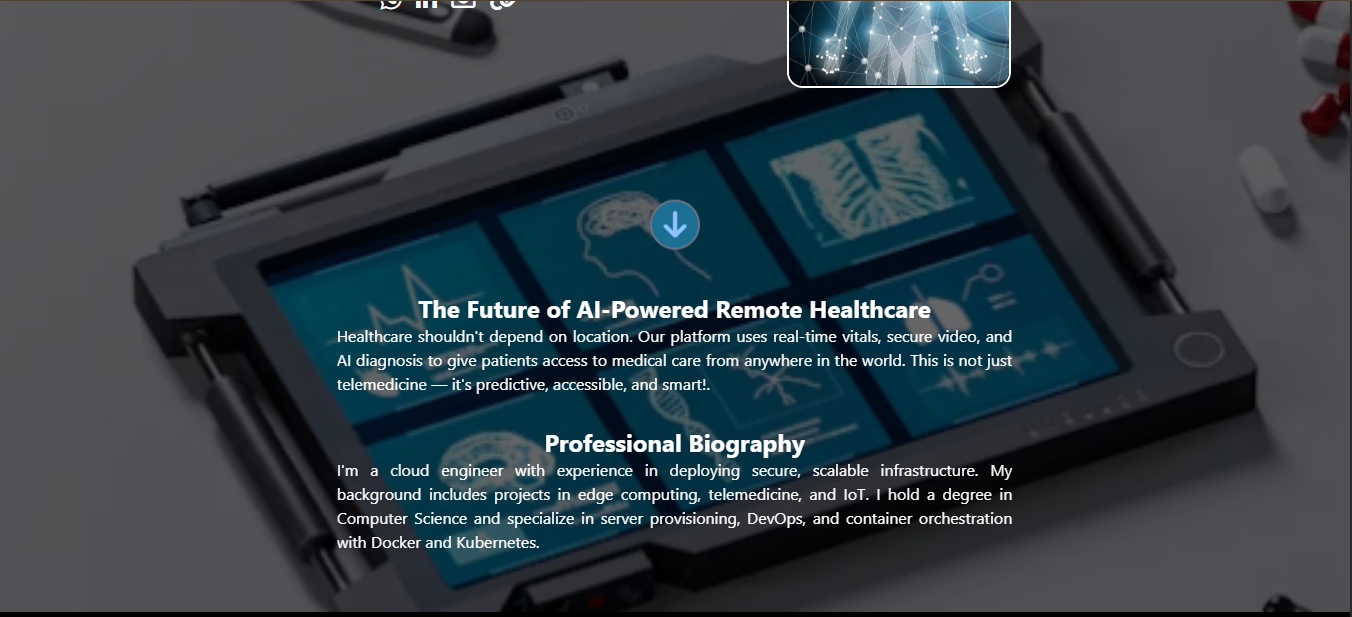 The Future of AI-Powered Remote Healthcare
Healthcare shouldn't depend on location. Our platform uses real-time vitals, secure video, and
AI diagnosis to give patients access to medical care from anywhere in the world. This is not just
telemedicine — it's predictive, accessible, and smart!.
Professional Biography
I'm a cloud engineer with experience in deploying secure, scalable infrastructure. My
background includes projects in edge computing, telemedicine, and IoT. I hold a degree in
Computer Science and specialize in server provisioning, DevOps, and container orchestration
with Docker and Kubernetes.